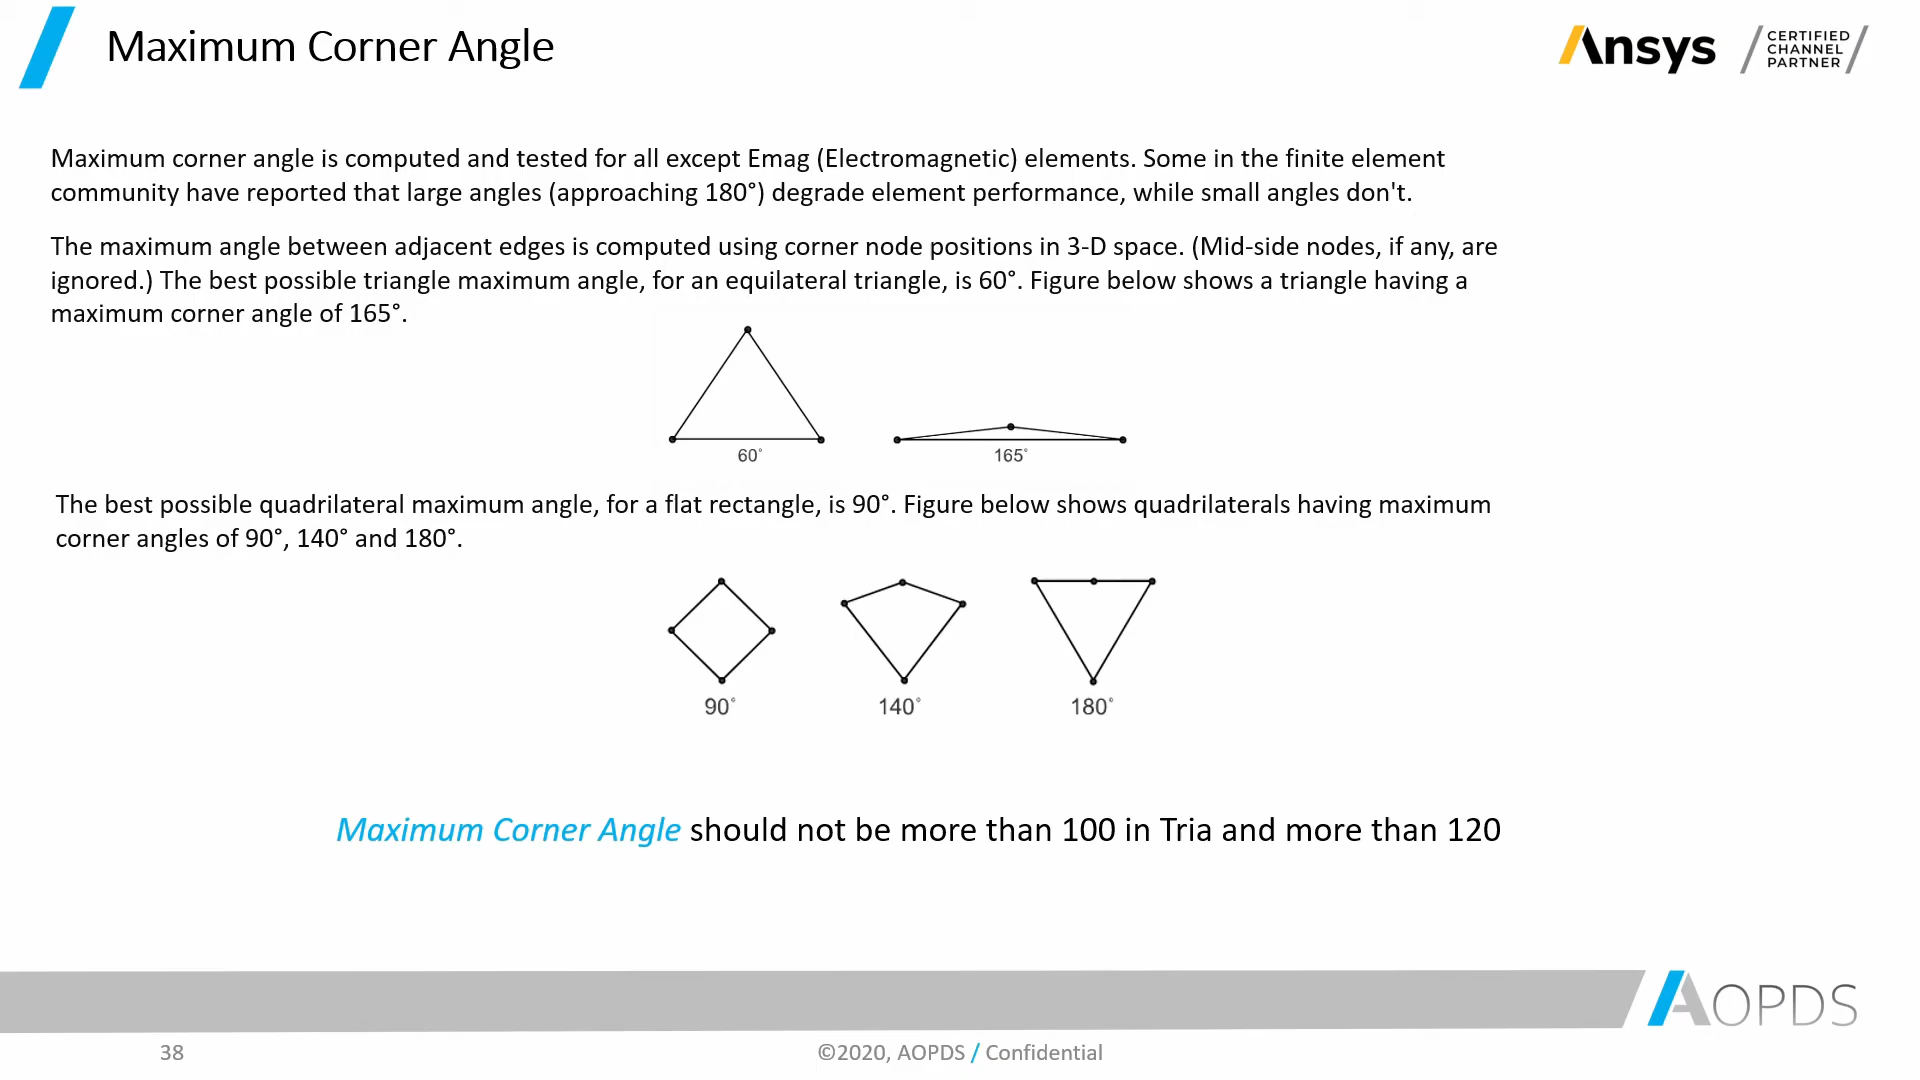 Maximum Corner Angle
Ansys
CERTIFIED
CHANNEL
PARTNER
Maximum corner angle is computed and tested for all except Emag (Electromagnetic) elements. Some in the finite element
community have reported that large angles (approaching 180°) degrade element performance, while small angles don't.
The maximum angle between adjacent edges is computed using corner node positions in 3-D space. (Mid-side nodes, if any, are
ignored.) The best possible triangle maximum angle, for an equilateral triangle, is 60°. Figure below shows a triangle having a
maximum corner angle of 165°.
60°
165°
The best possible quadrilateral maximum angle, for a flat rectangle, is 90°. Figure below shows quadrilaterals having maximum
corner angles of 90°, 140° and 180°.
90°
140°
180°
Maximum Corner Angle should not be more than 100 in Tria and more than 120
AOPDS
38
©2020, AOPDS / Confidential